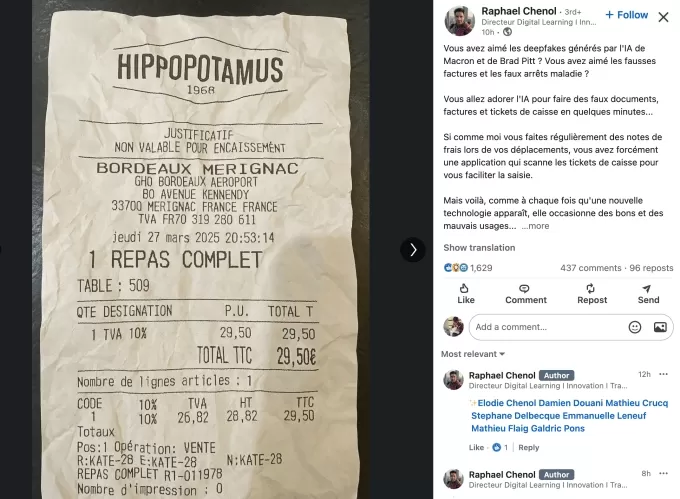 HIPPOPOTAMUS
1968
JUSTIFICATIF
NON VALABLE POUR ENCAISSEMENT
BORDEAUX MERIGNAC
GHD BORDEAUX AEROPORT
BO AVENUE KENNENDY
33700 MERIGNAC FRANCE FRANCE
TVA FR70 319 280 611
jeudi 27 mars 2025 20:53:14
1 REPAS COMPLET
TABLE : 509
QTE DESIGNATION P.U. TOTAL T
1 TVA 10% 29,50 29,50
TOTAL TTC 29,50€
Nombre de lignes articles : 1
CODE 10% TVA HT TTC
1 10% 26,82 28,82 29,50
Totaux
Pos:1 Opération: VENTE
R:KATE-28 E:KATE-28 N:KATE-28
REPAS COMPLET R1-011978
Nombre d'impression : 0
Raphael Chenol • 3rd+
Directeur Digital Learning I Inn...
10h •
+ Follow
Vous avez aimé les deepfakes générés par l'IA de
Macron et de Brad Pitt ? Vous avez aimé les fausses
factures et les faux arrêts maladie ?
Vous allez adorer l'IA pour faire des faux documents,
factures et tickets de caisse en quelques minutes...
Si comme moi vous faites régulièrement des notes de
frais lors de vos déplacements, vous avez forcément
une application qui scanne les tickets de caisse pour
vous faciliter la saisie.
Mais voilà, comme à chaque fois qu'une nouvelle
technologie apparaît, elle occasionne des bons et des
mauvais usages... ...more
Show translation
1,629 437 comments · 96 reposts
Like Comment Repost Send
Add a comment...
Most relevant
Raphael Chenol Author 12h
Directeur Digital Learning I Innovation I Tra...
Elodie Chenol Damien Douani Mathieu Crucq
Stephane Delbecque Emmanuelle Leneuf
Mathieu Flaig Galdric Pons
Like · 1 | Reply
Raphael Chenol Author 8h
Directeur Digital Learning I Innovation I Tra...